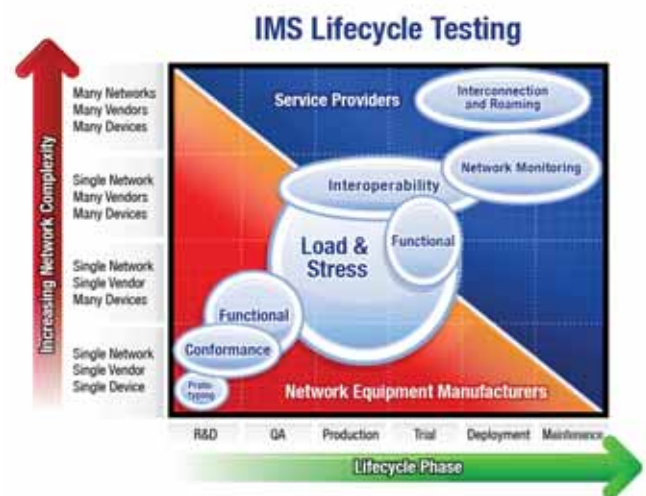 IMS Lifecycle Testing
Increasing Network Complexity
Many Networks
Many Vendors
Many Devices
Single Network
Many Vendors
Many Devices
Single Network
Single Vendor
Many Devices
Single Network
Single Vendor
Single Device
Service Providers
Interconnection
and Roaming
Network Monitoring
Interoperability
Load &
Stress
Functional
Functional
Conformance
Proto-
typing
Network Equipment Manufacturers
R&D QA Production Trial Deployment Maintenance
Lifecycle Phase